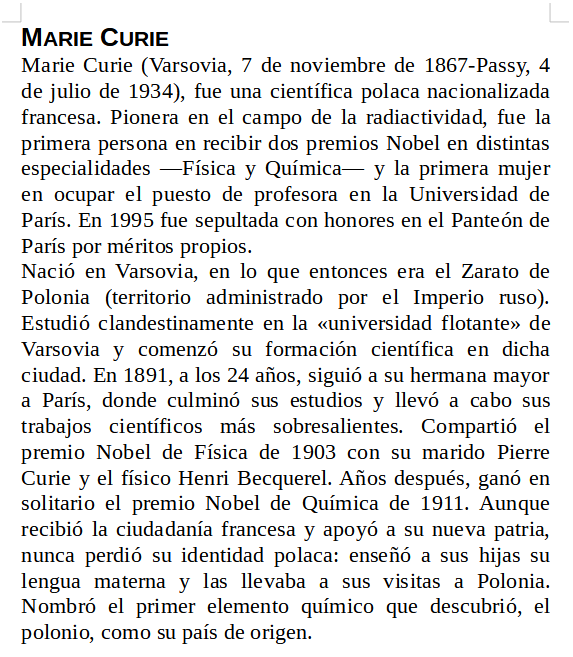 MARIE CURIE
Marie Curie (Varsovia, 7 de noviembre de 1867-Passy, 4
de julio de 1934), fue una científica polaca nacionalizada
francesa. Pionera en el campo de la radiactividad, fue la
primera persona en recibir dos premios Nobel en distintas
especialidades —Física y Química— y la primera mujer
en ocupar el puesto de profesora en la Universidad de
París. En 1995 fue sepultada con honores en el Panteón de
París por méritos propios.
Nació en Varsovia, en lo que entonces era el Zarato de
Polonia (territorio administrado por el Imperio ruso).
Estudió clandestinamente en la «universidad flotante» de
Varsovia y comenzó su formación científica en dicha
ciudad. En 1891, a los 24 años, siguió a su hermana mayor
a París, donde culminó sus estudios y llevó a cabo sus
trabajos científicos más sobresalientes. Compartió el
premio Nobel de Física de 1903 con su marido Pierre
Curie y el físico Henri Becquerel. Años después, ganó en
solitario el premio Nobel de Química de 1911. Aunque
recibió la ciudadanía francesa y apoyó a su nueva patria,
nunca perdió su identidad polaca: enseñó a sus hijas su
lengua materna y las llevaba a sus visitas a Polonia.
Nombró el primer elemento químico que descubrió, el
polonio, como su país de origen.